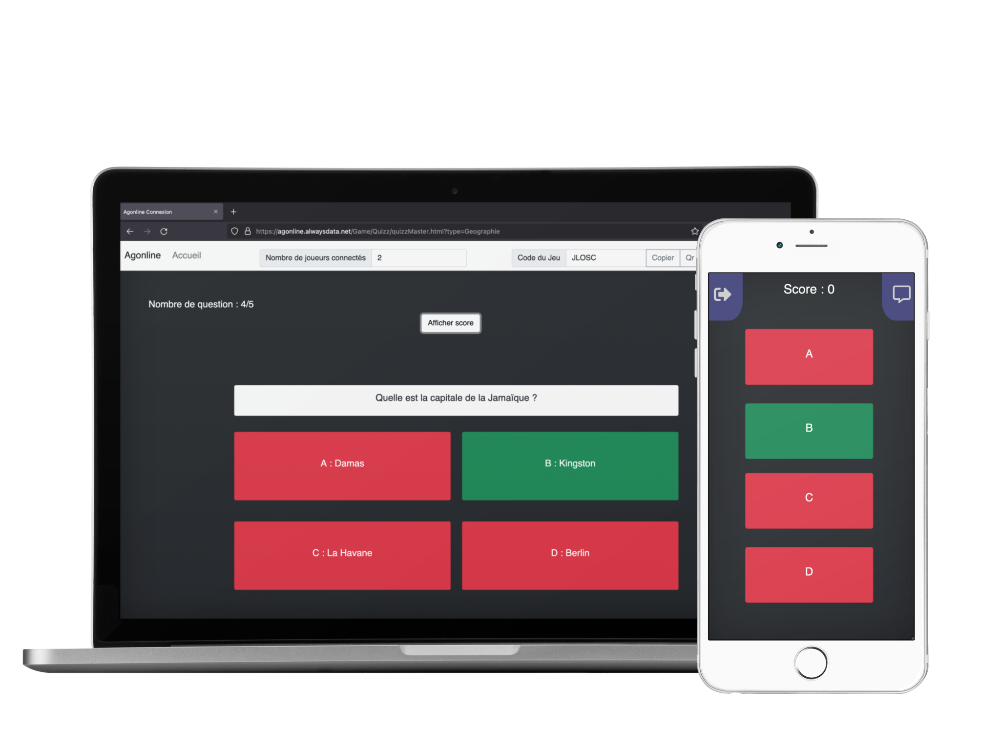 Agonline Connexion
https://agonline.alwaysdata.net/Game/Quizz/quizzMaster.html?type=Geographie
Agonline Accueil
Nombre de joueurs connectés 2
Code du Jeu JLOSC Copier Qr
Nombre de question : 4/5
Afficher score
Quelle est la capitale de la Jamaïque ?
A : Damas
B : Kingston
C : La Havane
D : Berlin
Score : 0
A
B
C
D